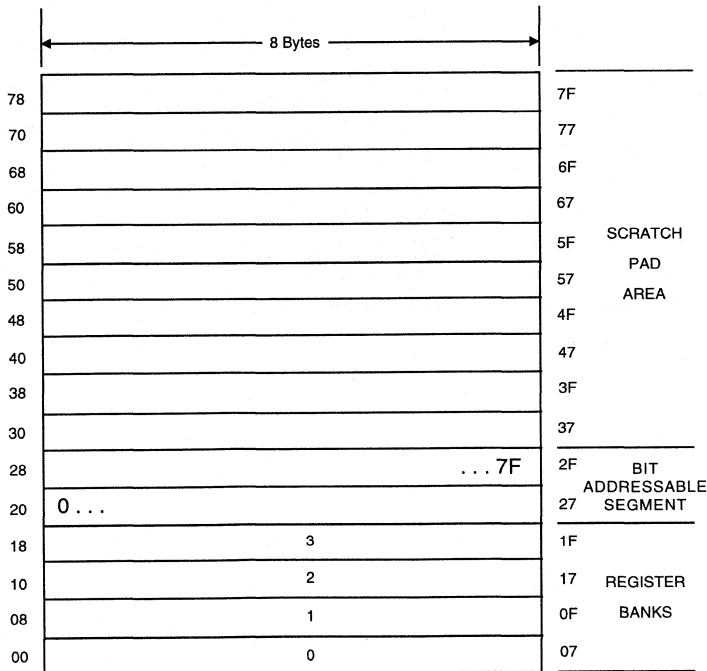 8 Bytes
78 7F
70 77
68 6F
60 67
58 5F
50 57
48 4F
40 47
38 3F
30 37
SCRATCH
PAD
AREA
28 ...7F 2F
20 0... 27
BIT
ADDRESSABLE
SEGMENT
18 3 1F
10 2 17
08 1 0F
00 0 07
REGISTER
BANKS